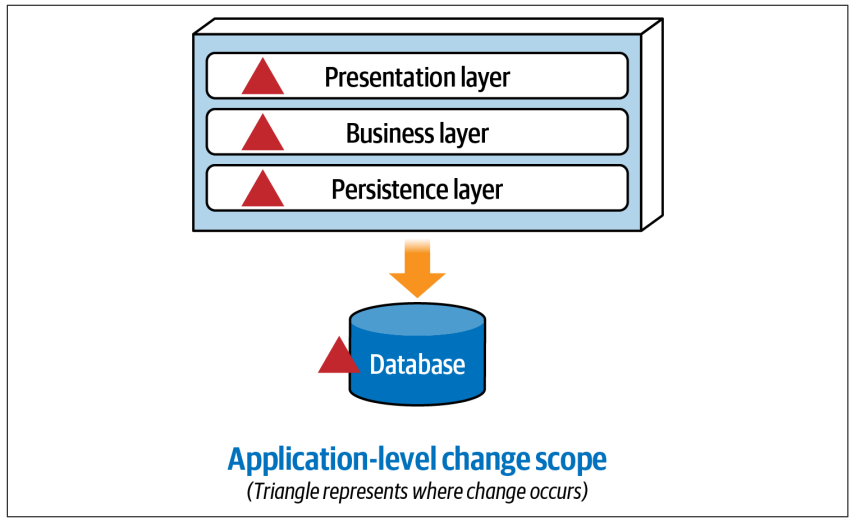 Presentation layer
Business layer
Persistence layer
Database
Application-level change scope
(Triangle represents where change occurs)